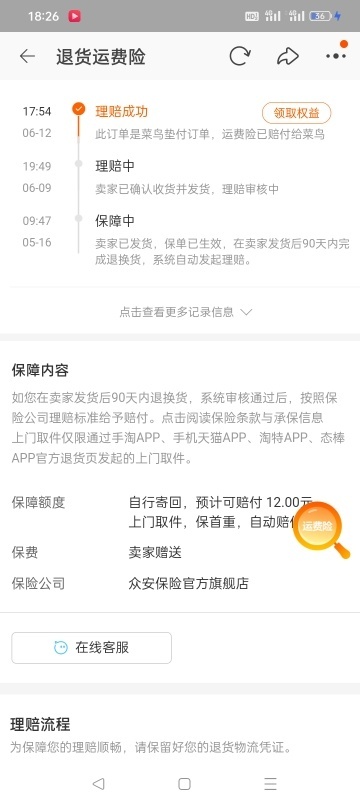 18:26
HD2 4G 4G 36
退货运费险
17:54 理赔成功 领取权益
06-12 此订单是菜鸟垫付订单，运费险已赔付给菜鸟
19:49 理赔中
06-09 卖家已确认收货并发货，理赔审核中
09:47 保障中
05-16 卖家已发货，保单已生效，在卖家发货后90天内完
成退换货，系统自动发起理赔。
点击查看更多记录信息
保障内容
如您在卖家发货后90天内退换货，系统审核通过后，按照保
险公司理赔标准给予赔付。点击阅读保险条款与承保信息
上门取件仅限通过手淘APP、手机天猫APP、淘特APP、态棒
APP官方退货页发起的上门取件。
保障额度 自行寄回，预计可赔付 12.00元
上门取件，保首重，自动赔付
运费险
保费 卖家赠送
保险公司 众安保险官方旗舰店
在线客服
理赔流程
为保障您的理赔顺畅，请保留好您的退货物流凭证。